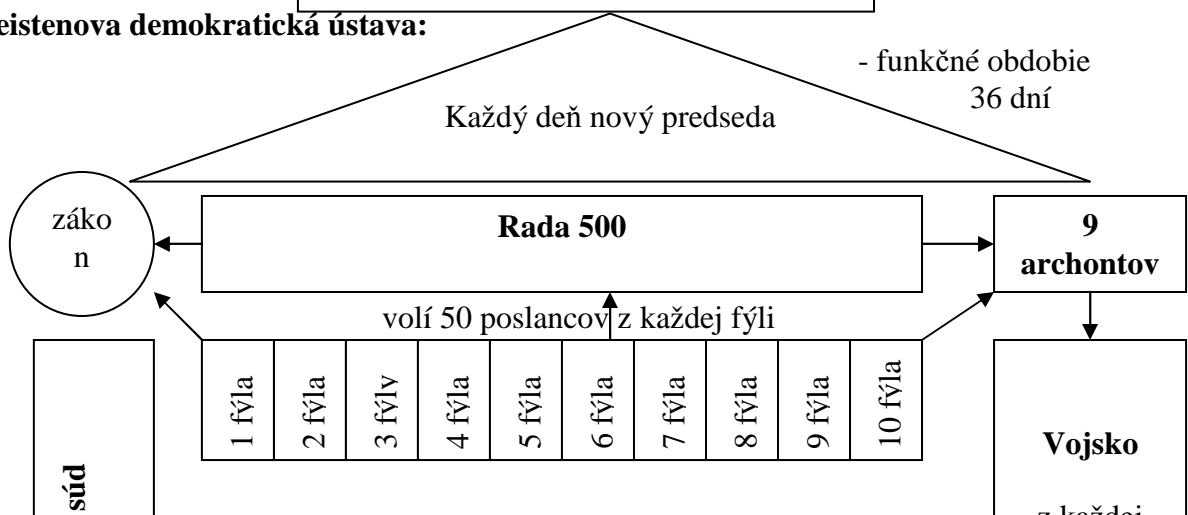 eistenova demokratická ústava:
- funkčné obdobie
36 dní
Každý deň nový predseda
záko
n
Rada 500
9
archontov
volí 50 poslancov z každej fýli
1 fýla
2 fýla
3 fýly
4 fýla
5 fýla
6 fýla
7 fýla
8 fýla
9 fýla
10 fýla
súd
Vojsko
z každej